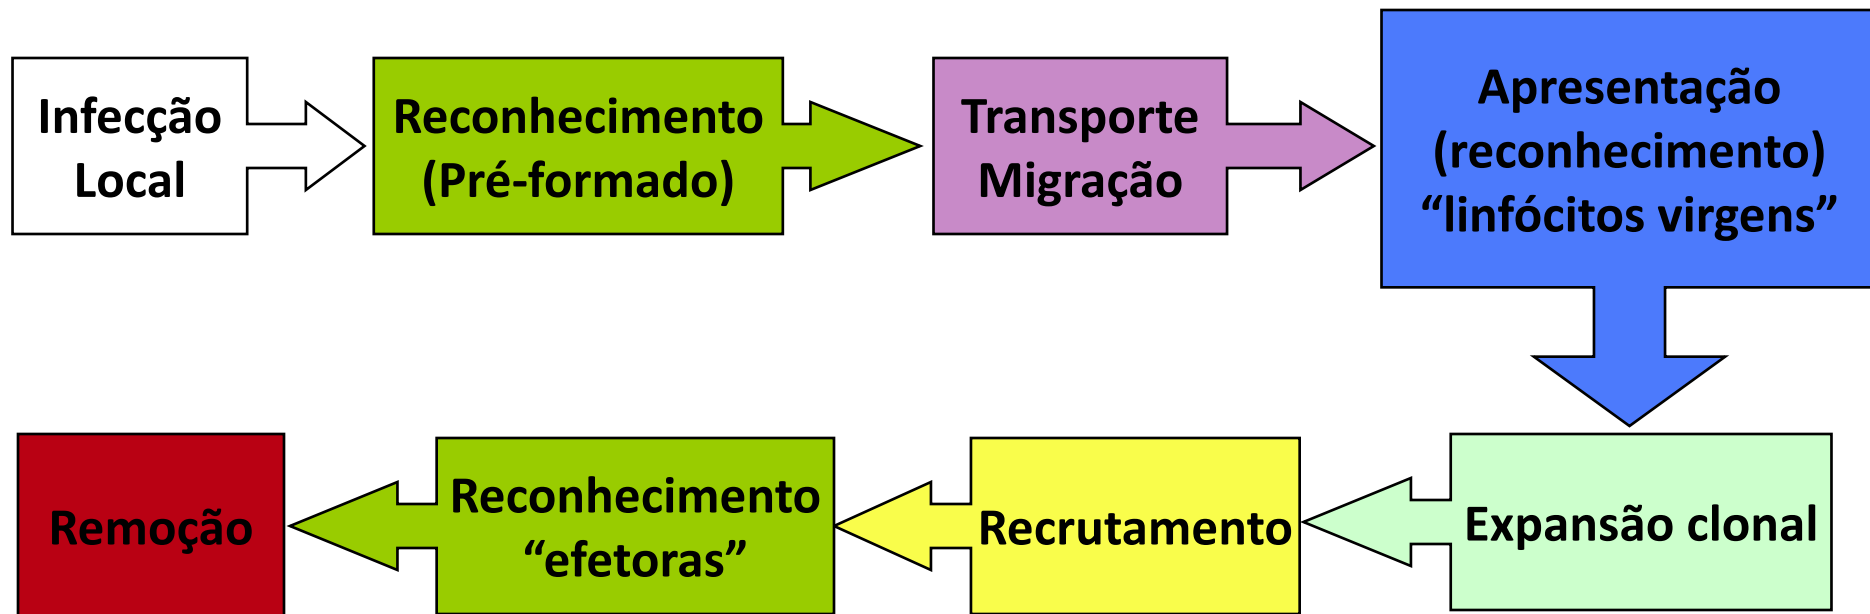 Infecção
Local
Reconhecimento
(Pré-formado)
Transporte
Migração
Apresentação
(reconhecimento)
“linfócitos virgens”
Expansão clonal
Recrutamento
Reconhecimento
“efetoras”
Remoção